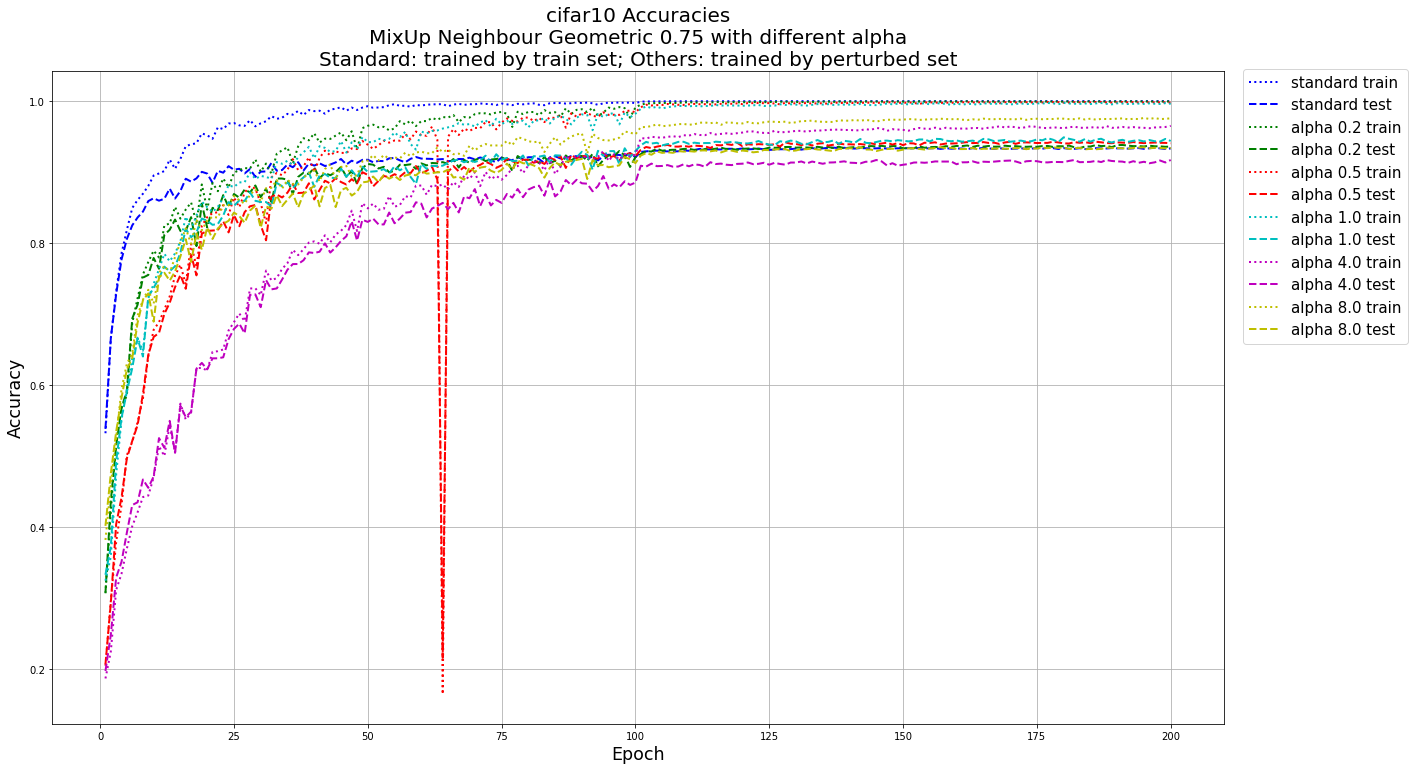 cifar10 Accuracies
MixUp Neighbour Geometric 0.75 with different alpha
Standard: trained by train set; Others: trained by perturbed set
standard train
standard test
alpha 0.2 train
alpha 0.2 test
alpha 0.5 train
alpha 0.5 test
alpha 1.0 train
alpha 1.0 test
alpha 4.0 train
alpha 4.0 test
alpha 8.0 train
alpha 8.0 test
Accuracy
1.0
0.8
0.6
0.4
0.2
0 25 50 75 100 125 150 175 200
Epoch